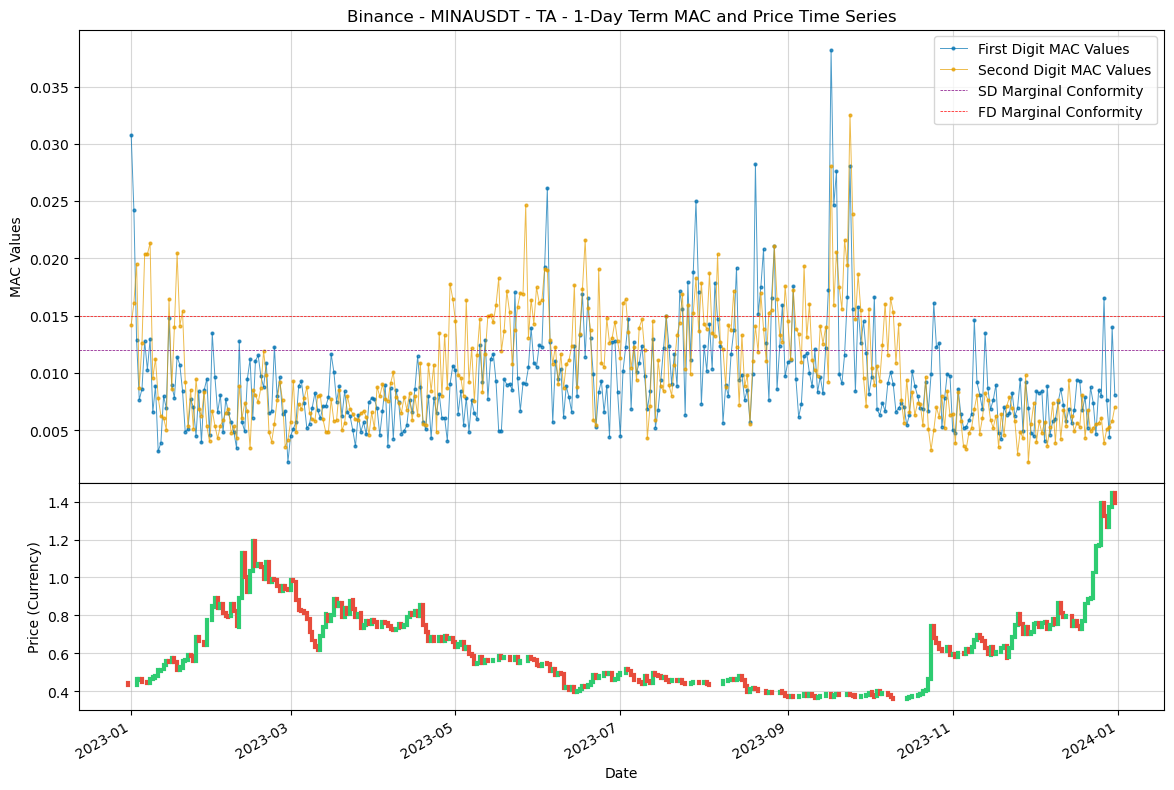 Binance - MINAUSDT - TA - 1-Day Term MAC and Price Time Series
First Digit MAC Values
Second Digit MAC Values
SD Marginal Conformity
FD Marginal Conformity
MAC Values
0.035
0.030
0.025
0.020
0.015
0.010
0.005
Price (Currency)
1.4
1.2
1.0
0.8
0.6
0.4
2023-01
2023-03
2023-05
2023-07
2023-09
2023-11
2024-01
Date